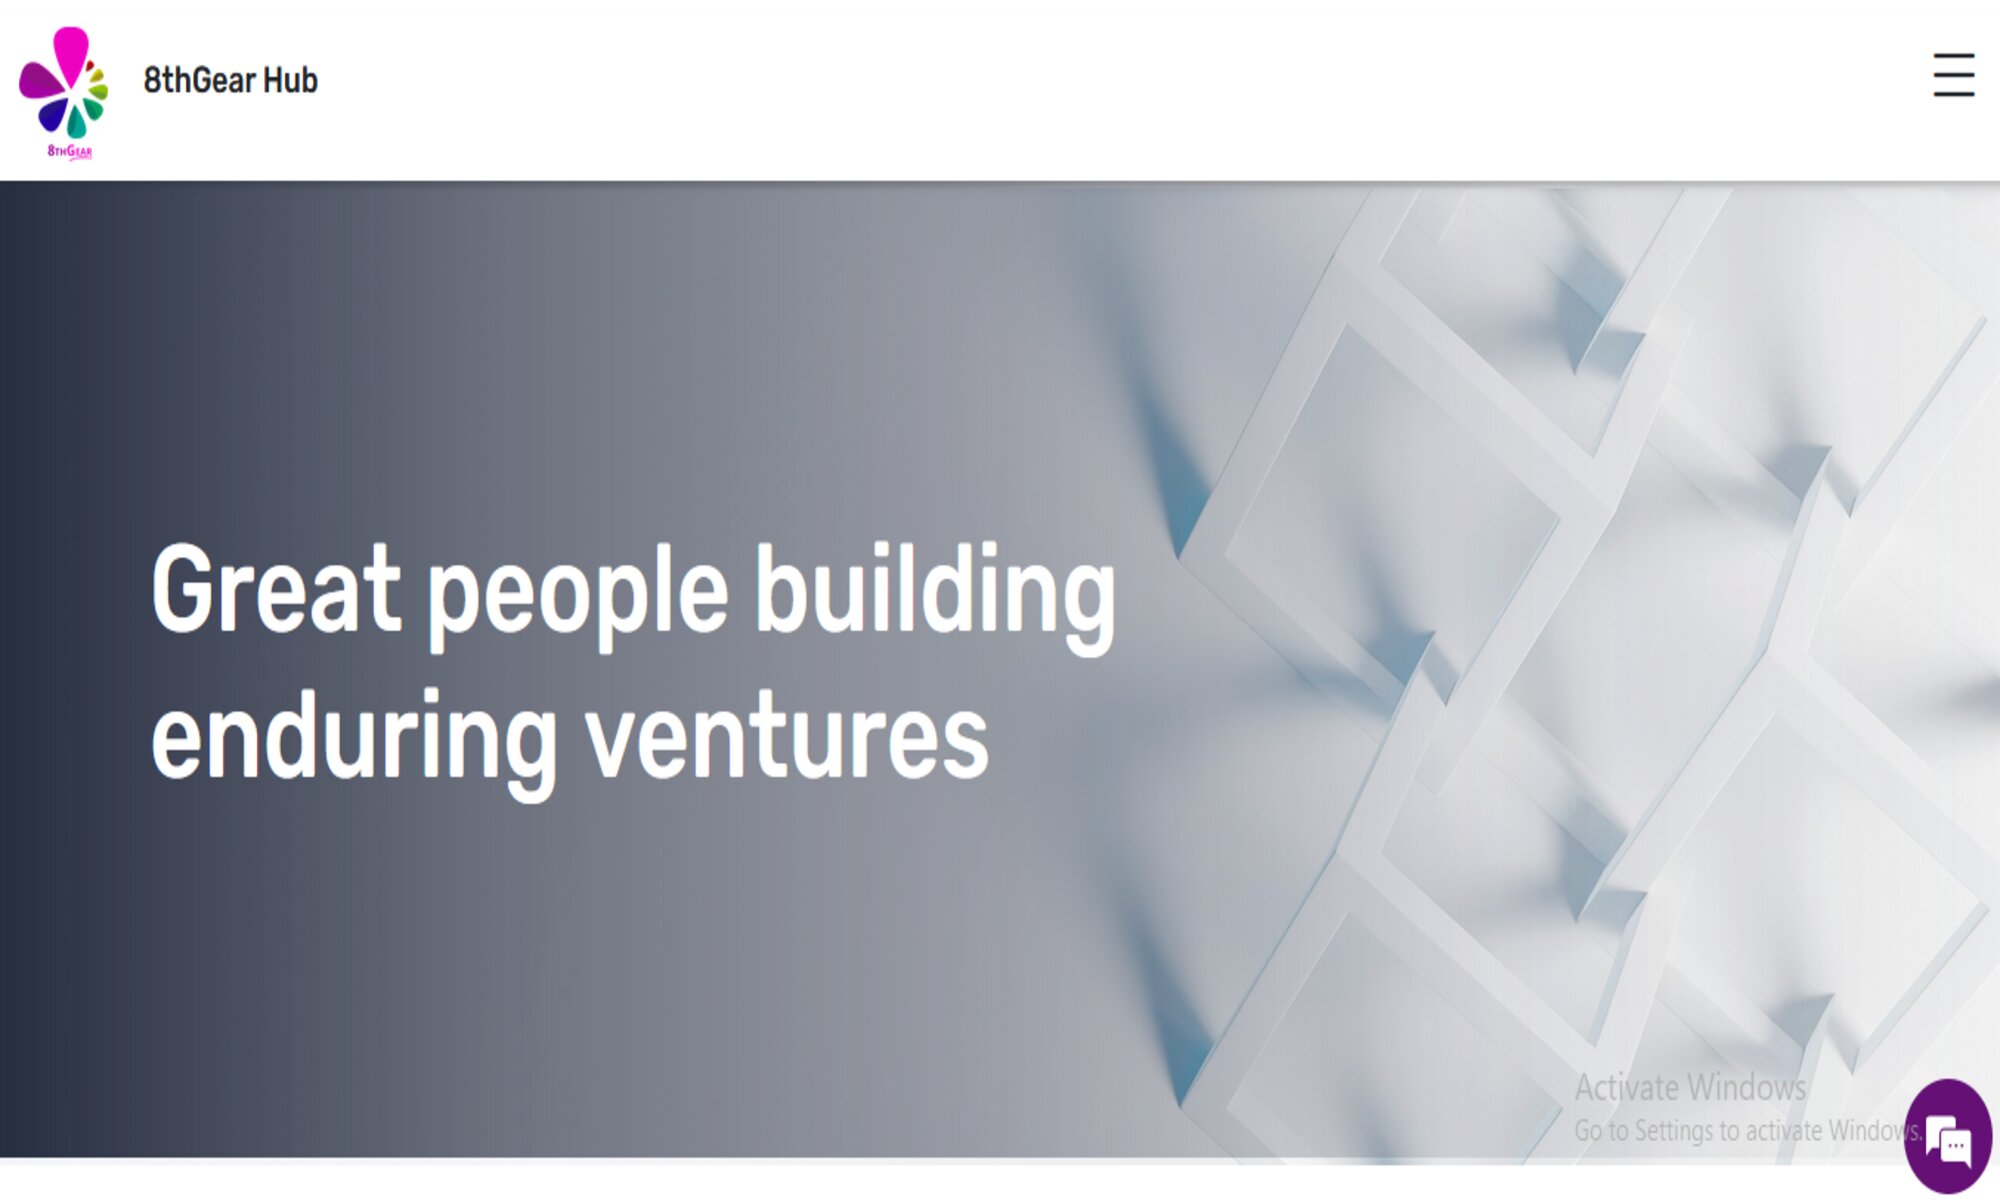 8thGear Hub
8THGEAR
Great people building
enduring ventures
Activate Windows
Go to Settings to activate Windows.